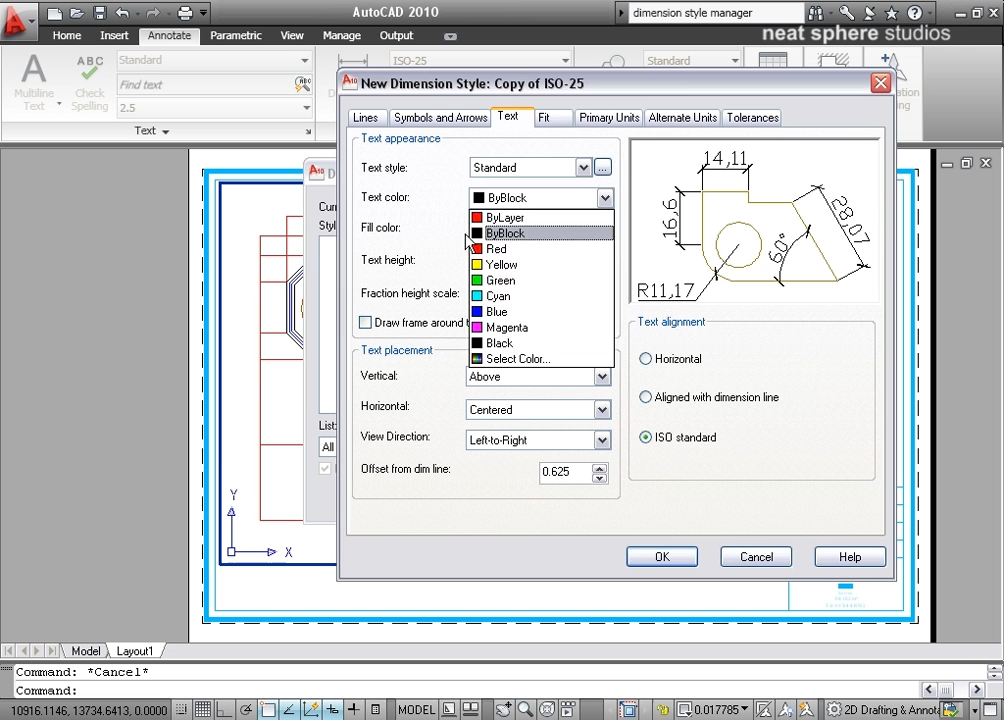 AutoCAD 2010
dimension style manager
neat sphere studios
Home Insert Annotate Parametric View Manage Output
Multiline Text
ABC Check Spelling
Standard
Find text
2.5
Text
ISO-25
Standard
New Dimension Style: Copy of ISO-25
Lines Symbols and Arrows Text Fit Primary Units Alternate Units Tolerances
Text appearance
Text style: Standard ...
Text color: ByBlock
Fill color:
Text height:
Fraction height scale:
Draw frame around
ByLayer
ByBlock
Red
Yellow
Green
Cyan
Blue
Magenta
Black
Select Color...
Text placement
Vertical: Above
Horizontal: Centered
View Direction: Left-to-Right
Offset from dim line: 0.625
14,11
16,6
28,07
60°
R11,17
Text alignment
Horizontal
Aligned with dimension line
ISO standard
OK Cancel Help
List:
All
Y
X
Model Layout1
Command: *Cancel*
Command:
10916.1146, 13734.6413, 0.0000
MODEL
0.017785
2D Drafting & Annota